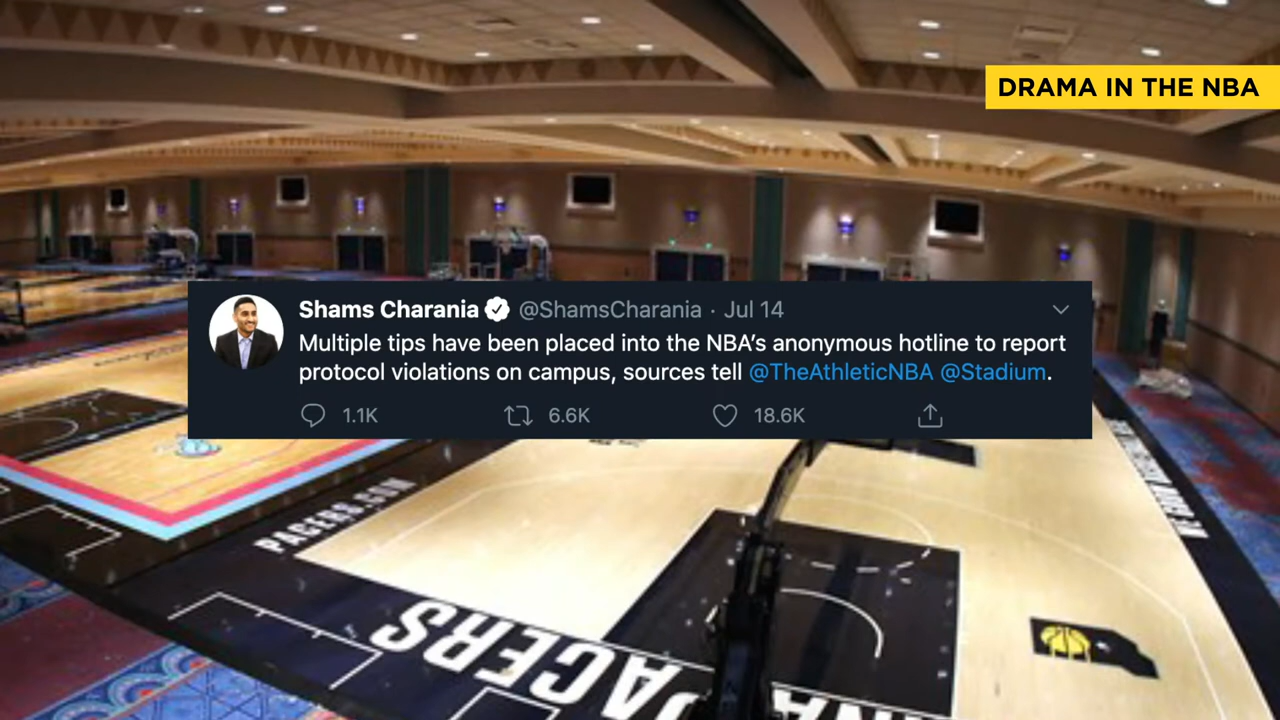 DRAMA IN THE NBA
Shams Charania @ShamsCharania · Jul 14
Multiple tips have been placed into the NBA’s anonymous hotline to report
protocol violations on campus, sources tell @TheAthleticNBA @Stadium.
1.1K 6.6K 18.6K
PACERS.COM
PACERS